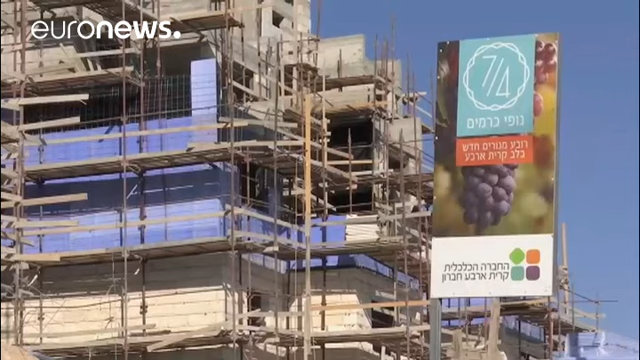 euronews.
7/4
נופי כרמים
רובע מגורים חדש
בלב קרית ארבע
החברה הכלכלית
קרית ארבע חברון